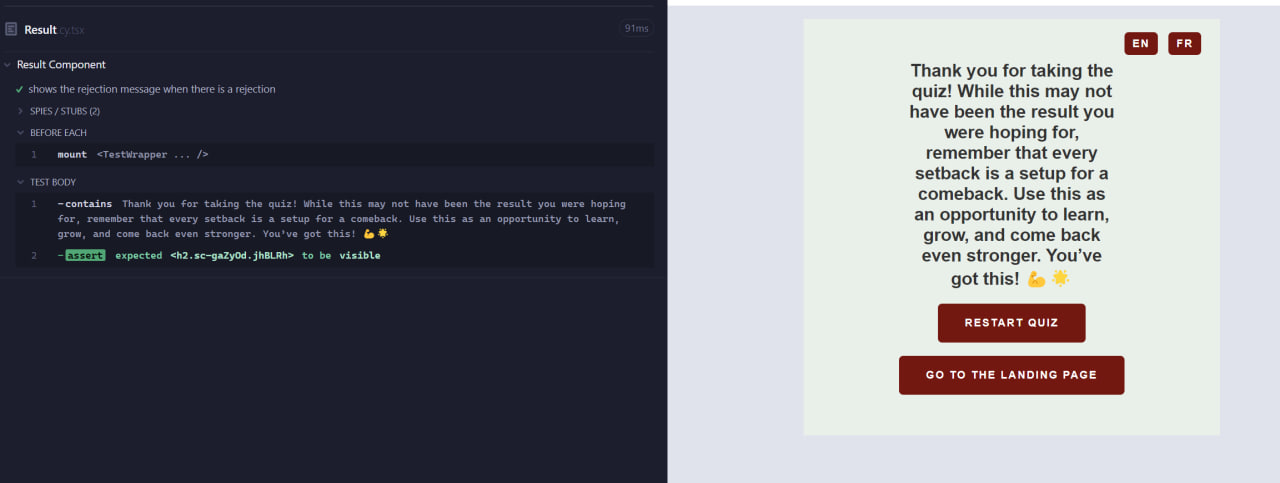 Result.cy.tsx
91ms
Result Component
shows the rejection message when there is a rejection
SPIES / STUBS (2)
BEFORE EACH
1 mount <TestWrapper ... />
TEST BODY
1 -contains Thank you for taking the quiz! While this may not have been the result you were hoping
for, remember that every setback is a setup for a comeback. Use this as an opportunity to learn,
grow, and come back even stronger. You’ve got this! 💪🌟
2 -assert expected <h2.sc-gaZyOd.jhBLRh> to be visible
EN FR
Thank you for taking the
quiz! While this may not
have been the result you
were hoping for,
remember that every
setback is a setup for a
comeback. Use this as
an opportunity to learn,
grow, and come back
even stronger. You’ve
got this! 💪🌟
RESTART QUIZ
GO TO THE LANDING PAGE